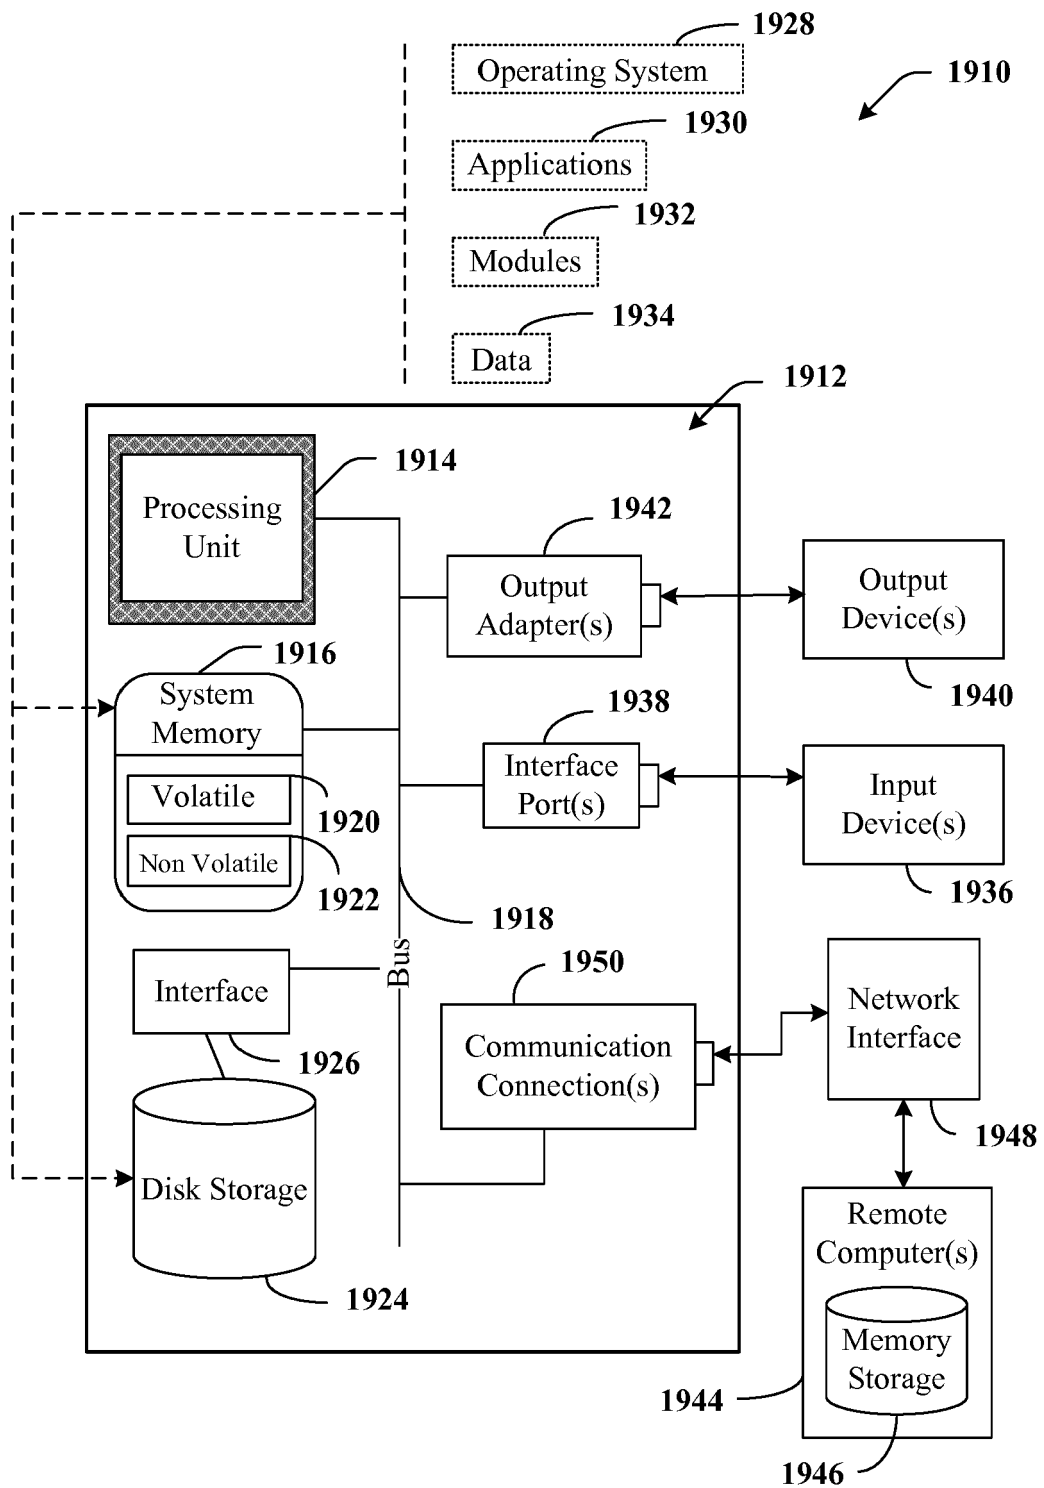 1928
Operating System
1910
1930
Applications
1932
Modules
1934
Data
1912
1914
Processing
Unit
1942
Output
Adapter(s)
Output
Device(s)
1940
1916
System
Memory
1938
Interface
Port(s)
Input
Device(s)
1936
Volatile
1920
Non Volatile
1922
1918
Bus
1950
Interface
1926
Communication
Connection(s)
Network
Interface
1948
Disk Storage
1924
Remote
Computer(s)
Memory
Storage
1944
1946